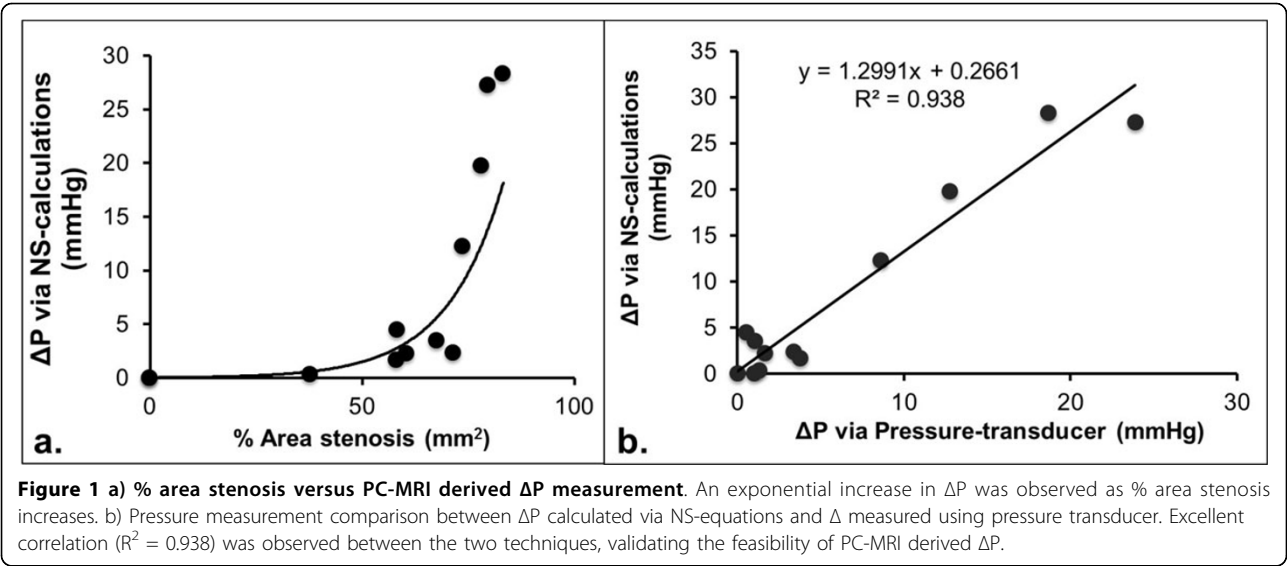 30
25
20
15
10
5
0
0 50 100
ΔP via NS-calculations
(mmHg)
% Area stenosis (mm²)
a.
35
30
25
20
15
10
5
0
0 10 20 30
ΔP via NS-calculations
(mmHg)
y = 1.2991x + 0.2661
R² = 0.938
ΔP via Pressure-transducer (mmHg)
b.
Figure 1 a) % area stenosis versus PC-MRI derived ΔP measurement. An exponential increase in ΔP was observed as % area stenosis
increases. b) Pressure measurement comparison between ΔP calculated via NS-equations and Δ measured using pressure transducer. Excellent
correlation (R² = 0.938) was observed between the two techniques, validating the feasibility of PC-MRI derived ΔP.